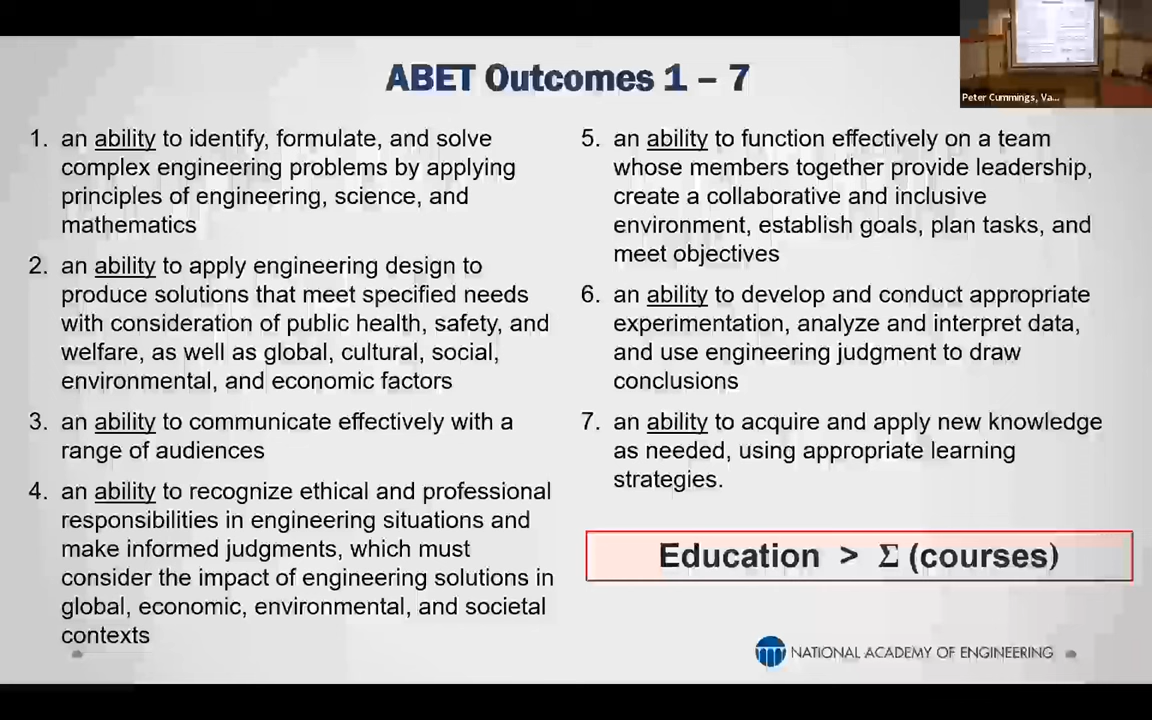 ABET Outcomes 1 – 7
Peter Cummings, Va...
1. an ability to identify, formulate, and solve
complex engineering problems by applying
principles of engineering, science, and
mathematics
2. an ability to apply engineering design to
produce solutions that meet specified needs
with consideration of public health, safety, and
welfare, as well as global, cultural, social,
environmental, and economic factors
3. an ability to communicate effectively with a
range of audiences
4. an ability to recognize ethical and professional
responsibilities in engineering situations and
make informed judgments, which must
consider the impact of engineering solutions in
global, economic, environmental, and societal
contexts
5. an ability to function effectively on a team
whose members together provide leadership,
create a collaborative and inclusive
environment, establish goals, plan tasks, and
meet objectives
6. an ability to develop and conduct appropriate
experimentation, analyze and interpret data,
and use engineering judgment to draw
conclusions
7. an ability to acquire and apply new knowledge
as needed, using appropriate learning
strategies.
Education > Σ (courses)
NATIONAL ACADEMY OF ENGINEERING